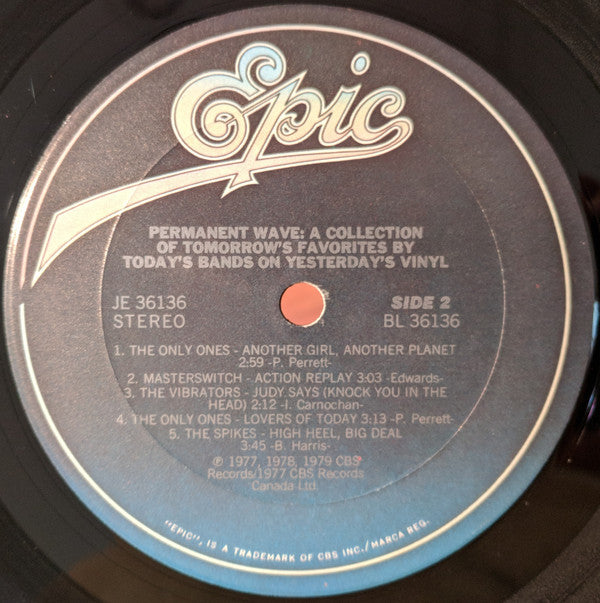 Epic
PERMANENT WAVE: A COLLECTION
OF TOMORROW'S FAVORITES BY
TODAY'S BANDS ON YESTERDAY'S VINYL
JE 36136 SIDE 2
STEREO BL 36136
1. THE ONLY ONES - ANOTHER GIRL, ANOTHER PLANET
2:59 -P. Perrett-
2. MASTERSWITCH - ACTION REPLAY 3:03 -Edwards-
3. THE VIBRATORS - JUDY SAYS (KNOCK YOU IN THE
HEAD) 2:12 -I. Carnochan-
4. THE ONLY ONES - LOVERS OF TODAY 3:13 -P. Perrett-
5. THE SPIKES - HIGH HEEL, BIG DEAL
3:45 -B. Harris-
℗ 1977, 1978, 1979 CBS
Records/1977 CBS Records
Canada Ltd.
"EPIC", IS A TRADEMARK OF CBS INC./MARCA REG.